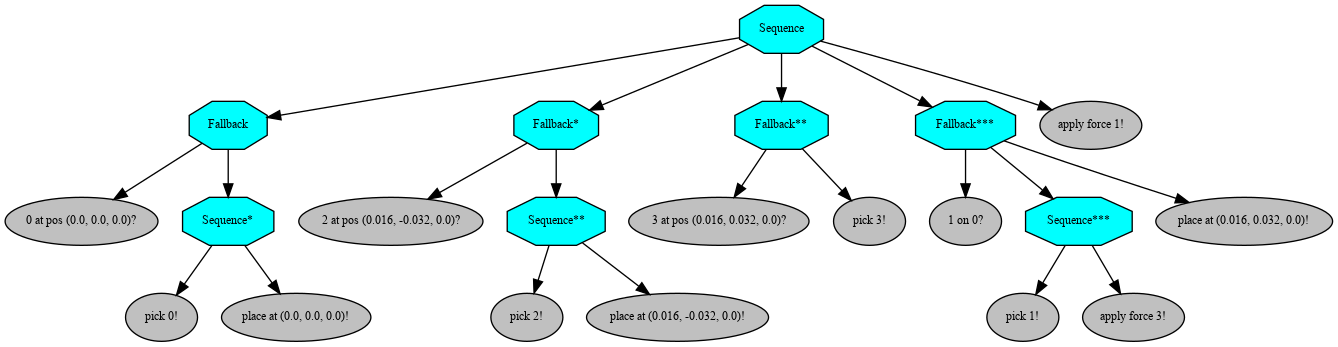 Sequence
Fallback
Fallback*
Fallback**
Fallback***
apply force 1!
0 at pos (0.0, 0.0, 0.0)?
Sequence*
2 at pos (0.016, -0.032, 0.0)?
Sequence**
3 at pos (0.016, 0.032, 0.0)?
pick 3!
1 on 0?
Sequence***
place at (0.016, 0.032, 0.0)!
pick 0!
place at (0.0, 0.0, 0.0)!
pick 2!
place at (0.016, -0.032, 0.0)!
pick 1!
apply force 3!